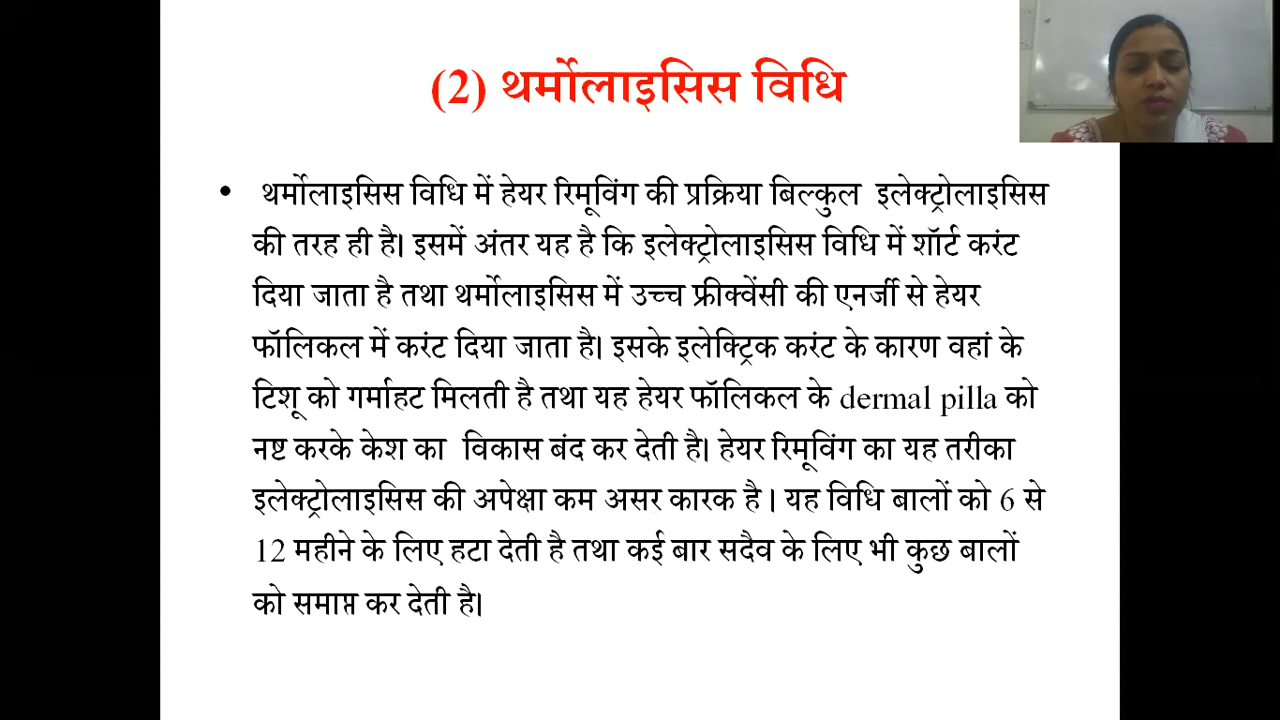 (2) थर्मोलाइसिस विधि
• थर्मोलाइसिस विधि में हेयर रिमूविंग की प्रक्रिया बिल्कुल इलेक्ट्रोलाइसिस
की तरह ही है। इसमें अंतर यह है कि इलेक्ट्रोलाइसिस विधि में शॉर्ट करंट
दिया जाता है तथा थर्मोलाइसिस में उच्च फ्रीक्वेंसी की एनर्जी से हेयर
फॉलिकल में करंट दिया जाता है। इसके इलेक्ट्रिक करंट के कारण वहां के
टिशू को गर्माहट मिलती है तथा यह हेयर फॉलिकल के dermal pilla को
नष्ट करके केश का विकास बंद कर देती है। हेयर रिमूविंग का यह तरीका
इलेक्ट्रोलाइसिस की अपेक्षा कम असर कारक है । यह विधि बालों को 6 से
12 महीने के लिए हटा देती है तथा कई बार सदैव के लिए भी कुछ बालों
को समाप्त कर देती है।